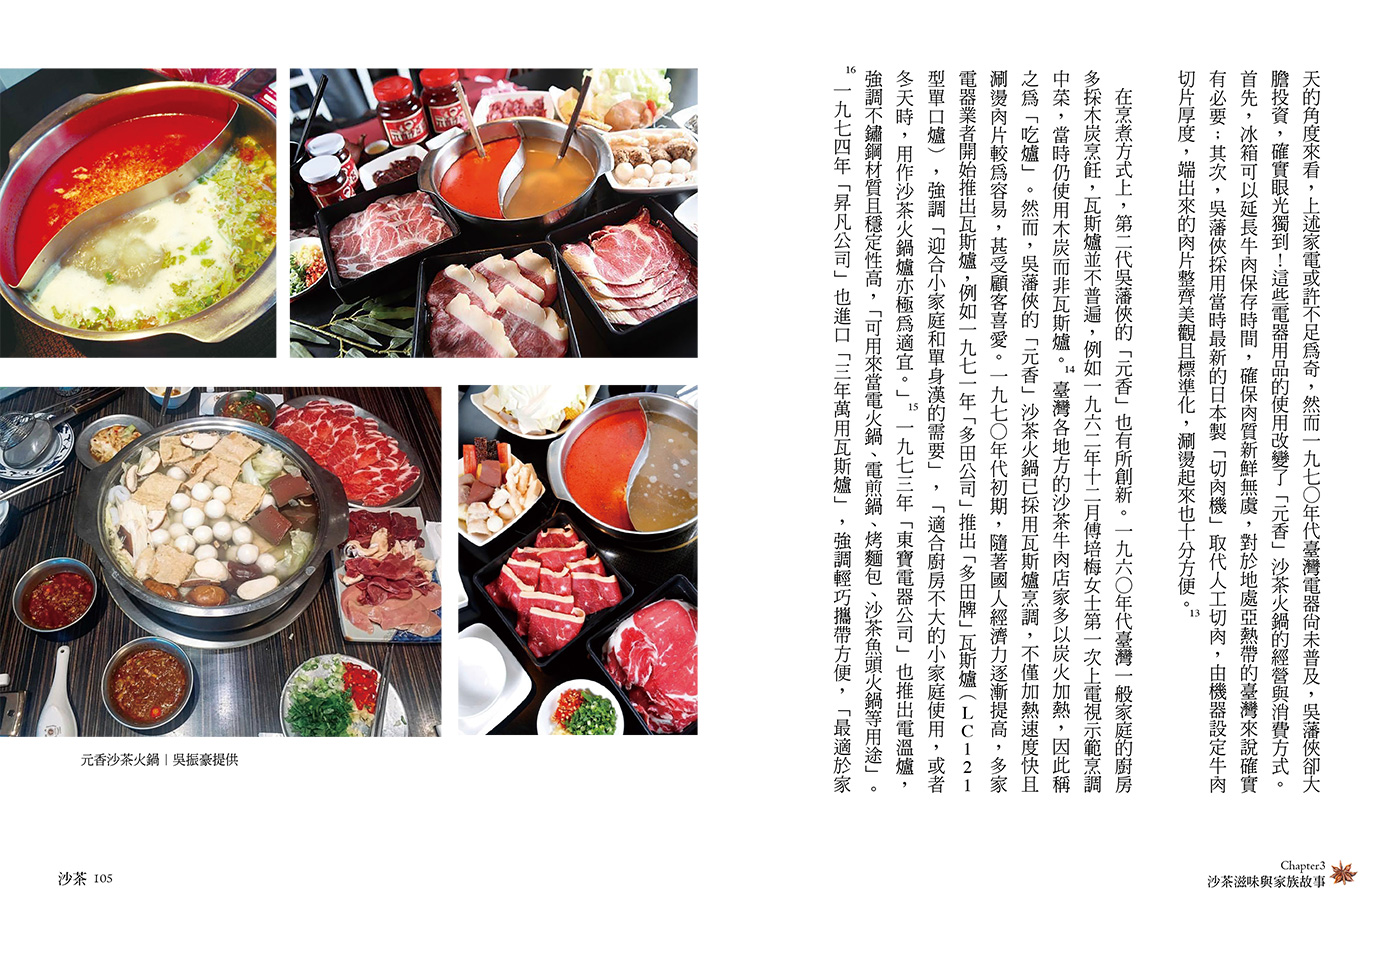 天的角度來看，上述家電或許不足為奇，然而一九七〇年代臺灣電器尚未普及，吳藩俠卻大
膽投資，確實眼光獨到！這些電器用品的使用改變了「元香」沙茶火鍋的經營與消費方式。
首先，冰箱可以延長牛肉保存時間，確保肉質新鮮無虞，對於地處亞熱帶的臺灣來說確實
有必要；其次，吳藩俠採用當時最新的日本製「切肉機」取代人工切肉，由機器設定牛肉
切片厚度，端出來的肉片整齊美觀且標準化，涮燙起來也十分方便。13
在烹煮方式上，第二代吳藩俠的「元香」也有所創新。一九六〇年代臺灣一般家庭的廚房
多採木炭烹飪，瓦斯爐並不普遍，例如一九六二年十二月傅培梅女士第一次上電視示範烹調
中菜，當時仍使用木炭而非瓦斯爐。14 臺灣各地方的沙茶牛肉店家多以炭火加熱，因此稱
之為「吃爐」。然而，吳藩俠的「元香」沙茶火鍋已採用瓦斯爐烹調，不僅加熱速度快且
涮燙肉片較為容易，甚受顧客喜愛。一九七〇年代初期，隨著國人經濟力逐漸提高，多家
電器業者開始推出瓦斯爐，例如一九七一年「多田公司」推出「多田牌」瓦斯爐（LC121
型單口爐），強調「迎合小家庭和單身漢的需要」，「適合廚房不大的小家庭使用，或者
冬天時，用作沙茶火鍋爐亦極為適宜。」15 一九七三年「東寶電器公司」也推出電溫爐，
強調不鏽鋼材質且穩定性高，「可用來當電火鍋、電煎鍋、烤麵包、沙茶魚頭火鍋等用途」。
16 一九七四年「昇凡公司」也進口「三年萬用瓦斯爐」，強調輕巧攜帶方便，「最適於家
Chapter3
沙茶滋味與家族故事
元香沙茶火鍋｜吳振豪提供
沙茶 105